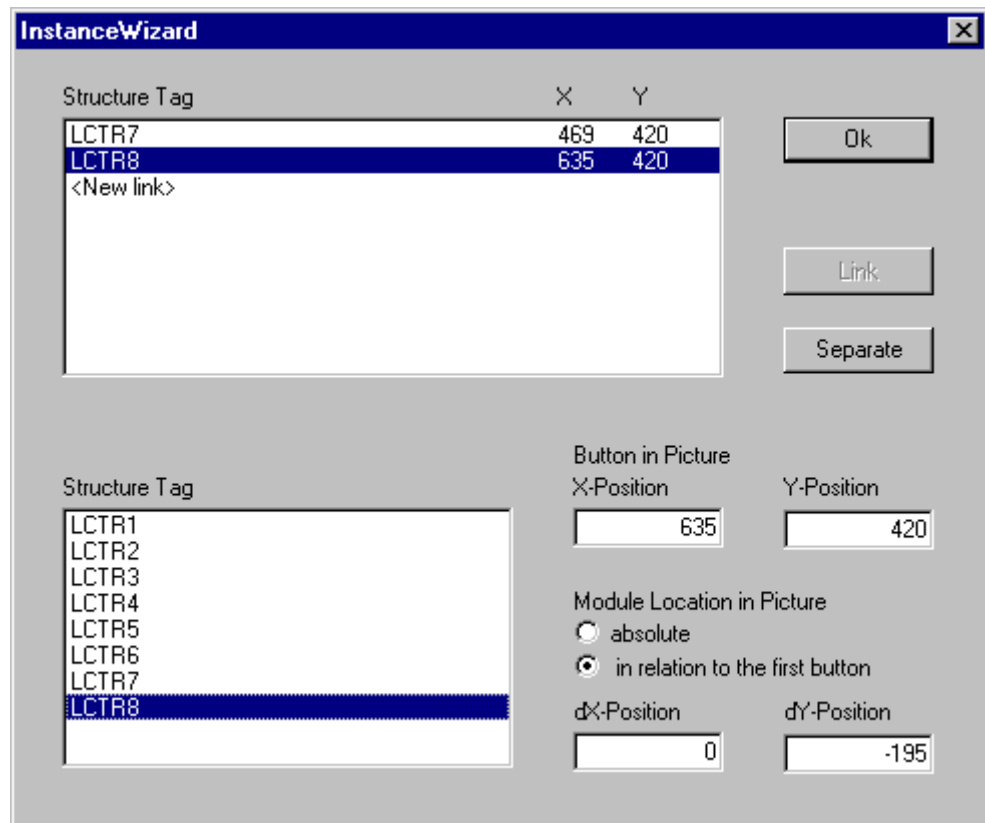 InstanceWizard
Structure Tag X Y
LCTR7 469 420
LCTR8 635 420
<New link>
Ok
Link
Separate
Structure Tag
LCTR1
LCTR2
LCTR3
LCTR4
LCTR5
LCTR6
LCTR7
LCTR8
Button in Picture
X-Position Y-Position
635 420
Module Location in Picture
absolute
in relation to the first button
dX-Position dY-Position
0 -195